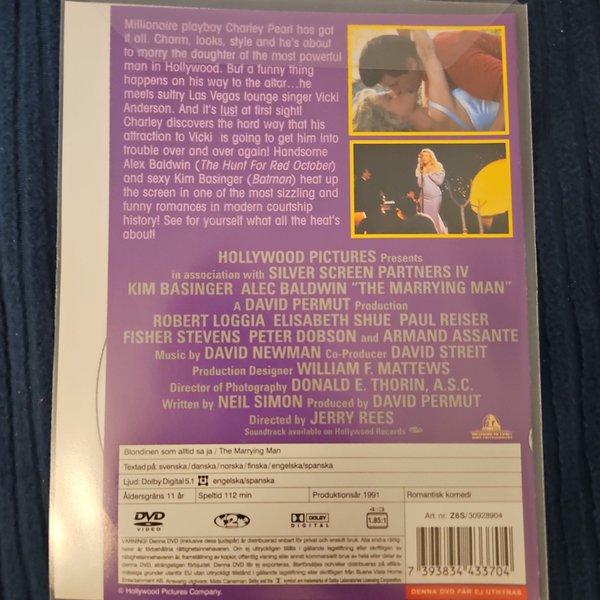 Millionaire playboy Charley Pearl has got
it all. Charm, looks, style and he's about
to marry the daughter of the most powerful
man in Hollywood. But a funny thing
happens on his way to the altar...he
meets sultry Las Vegas lounge singer Vicki
Anderson. And it's lust at first sight!
Charley discovers the hard way that his
attraction to Vicki is going to get him into
trouble over and over again! Handsome
Alex Baldwin (The Hunt For Red October)
and sexy Kim Basinger (Batman) heat up
the screen in one of the most sizzling and
funny romances in modern courtship
history! See for yourself what all the heat's
about!
HOLLYWOOD PICTURES Presents
in association with SILVER SCREEN PARTNERS IV
KIM BASINGER ALEC BALDWIN "THE MARRYING MAN"
A DAVID PERMUT Production
ROBERT LOGGIA ELISABETH SHUE PAUL REISER
FISHER STEVENS PETER DOBSON and ARMAND ASSANTE
Music by DAVID NEWMAN Co-Producer DAVID STREIT
Production Designer WILLIAM F. MATTEWS
Director of Photography DONALD E. THORIN, A.S.C.
Written by NEIL SIMON Produced by DAVID PERMUT
Directed by JERRY REES
Soundtrack available on Hollywood Records
Blondinen som alltid sa ja / The Marrying Man
Textad på: svenska/danska/norska/finska/engelska/spanska
Ljud: Dolby Digital 5.1 engelska/spanska
Åldersgräns 11 år Speltid 112 min Produktionsår 1991 Romantisk komedi
DVD VIDEO 2 DOLBY DIGITAL 4:3 1.85:1
Art. nr: Z6S/30928904
7393834433704
DENNA DVD FÅR EJ UTHYRAS
© Hollywood Pictures Company.